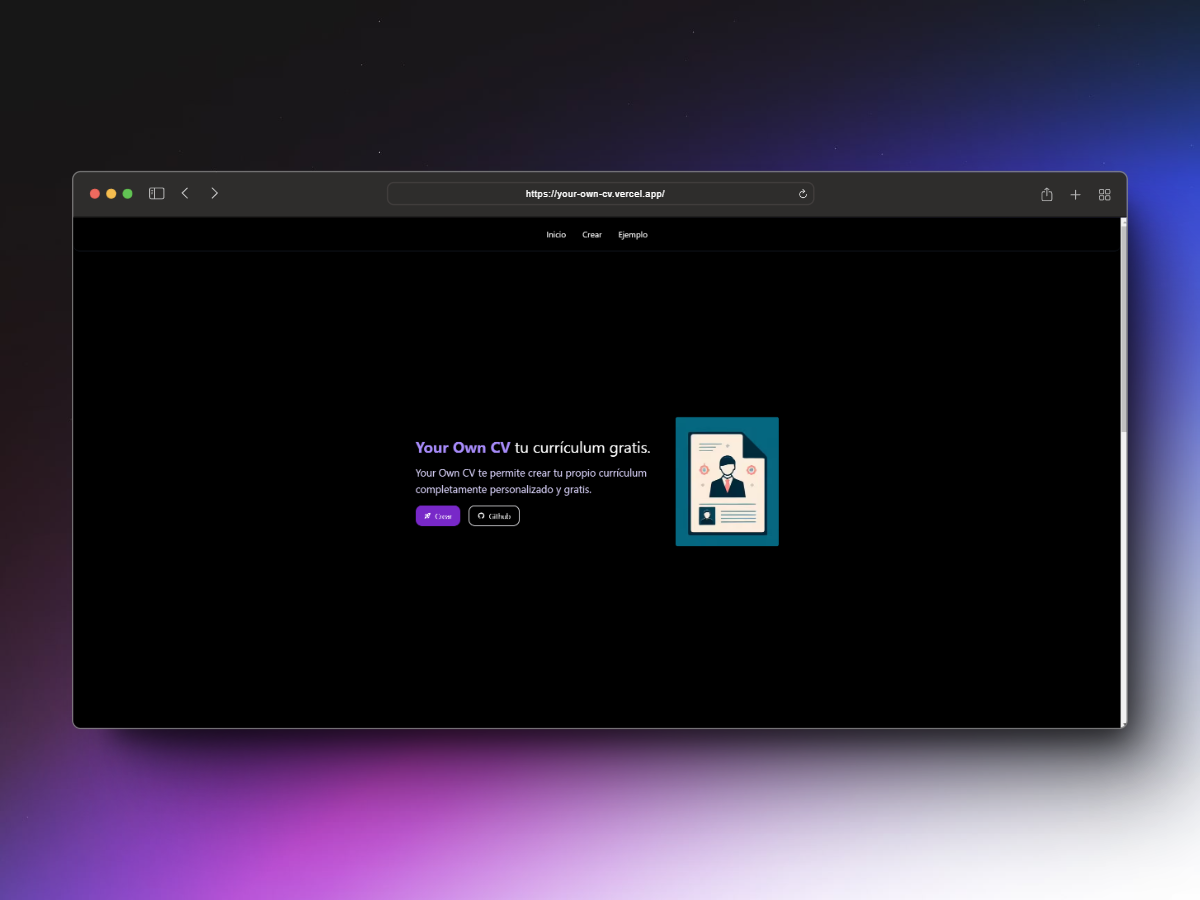 https://your-own-cv.vercel.app/
Inicio Crear Ejemplo
Your Own CV tu currículum gratis.
Your Own CV te permite crear tu propio currículum
completamente personalizado y gratis.
Crear Github